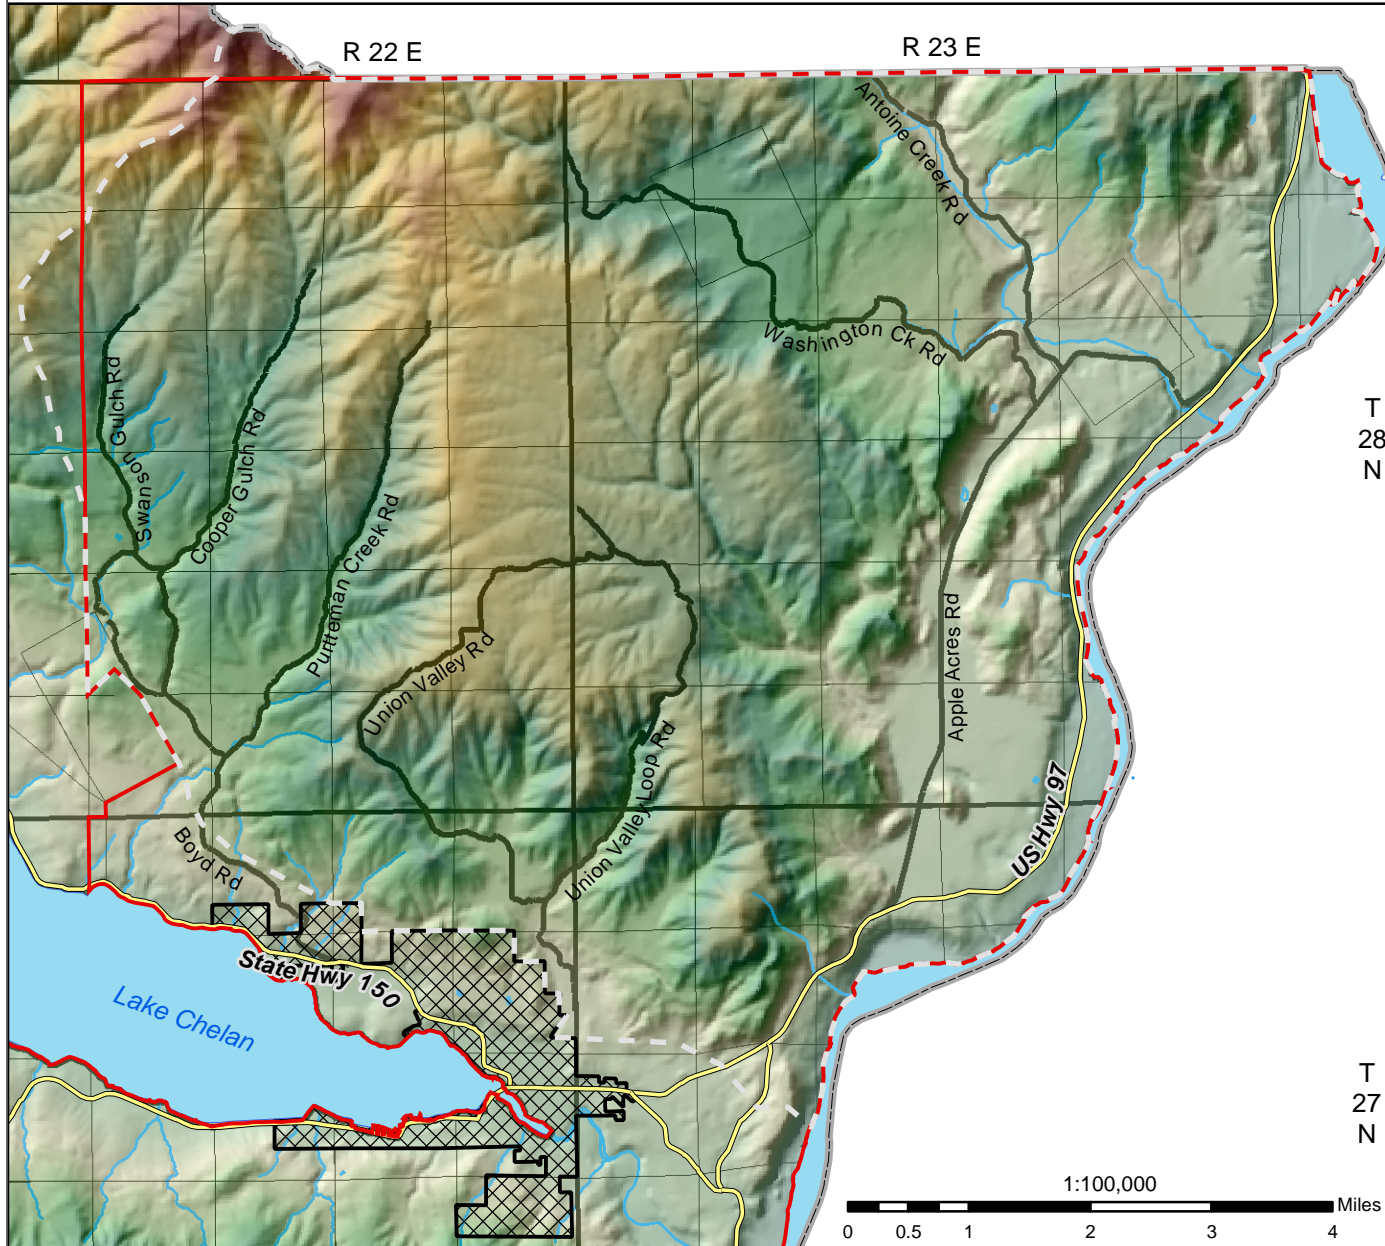 R 22 E
R 23 E
Antoine Creek Rd
Washington Ck Rd
T
28
N
Swanson Gulch Rd
Cooper Gulch Rd
Purtteman Creek Rd
Union Valley Rd
Apple Acres Rd
Union Valley Loop Rd
US Hwy 97
Boyd Rd
State Hwy 150
Lake Chelan
T
27
N
1:100,000
Miles
0 0.5 1 2 3 4